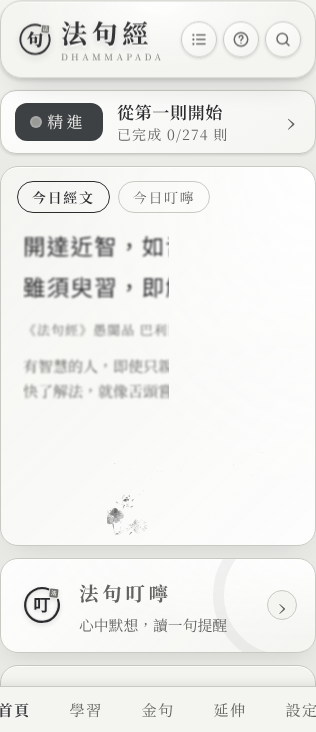 句
法句經
DHAMMAPADA
精進
從第一則開始
已完成 0/274 則
今日經文
今日叮嚀
開達近智,如
雖須臾習,即
《法句經》愚闇品 巴利
有智慧的人,即使只親
快了解法,就像舌頭嘗
叮
法句叮嚀
心中默想,讀一句提醒
首頁
學習
金句
延伸
設定